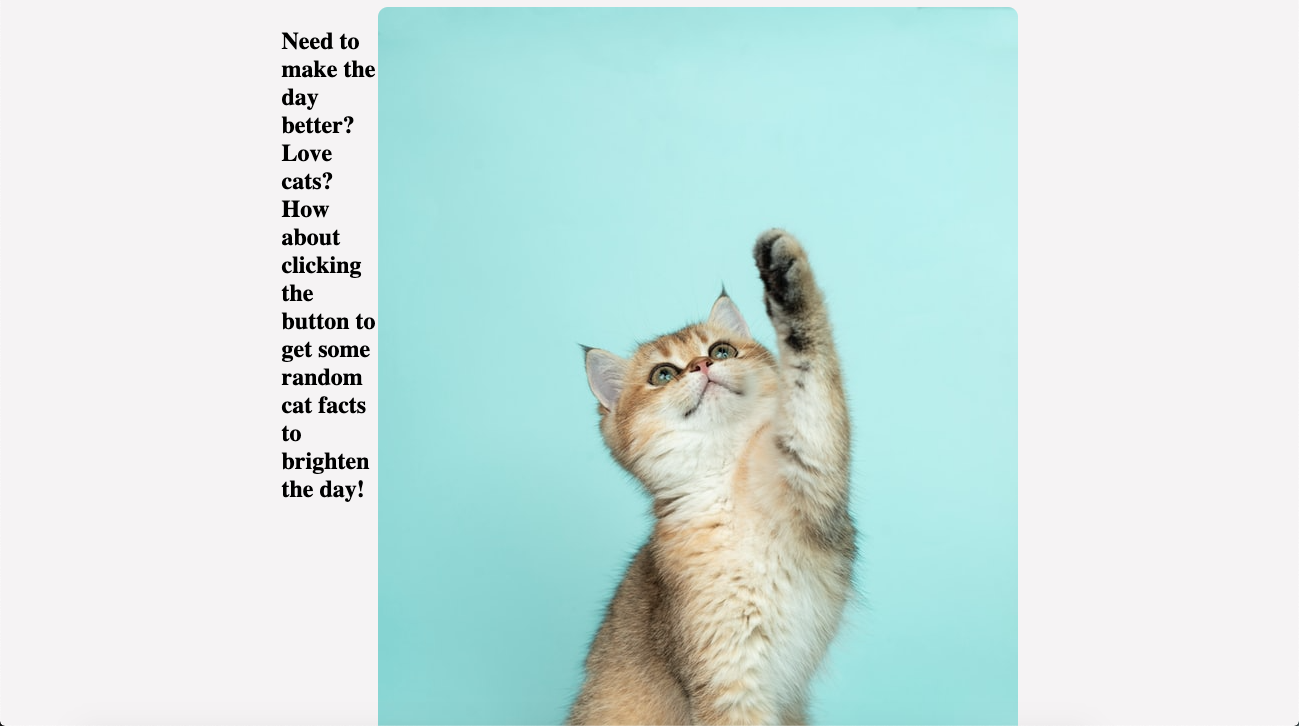 Need to
make the
day
better?
Love
cats?
How
about
clicking
the
button to
get some
random
cat facts
to
brighten
the day!